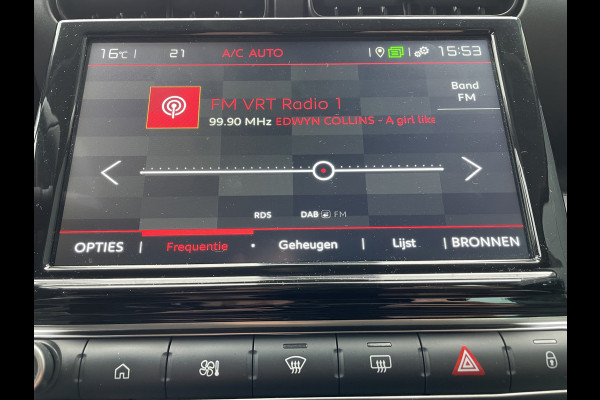 16°C | 21 A/C AUTO | | 15:53
FM VRT Radio 1
Band
FM
99.90 MHz EDWYN COLLINS - A girl liks
RDS DAB FM
OPTIES | Frequentie • Geheugen | Lijst | BRONNEN